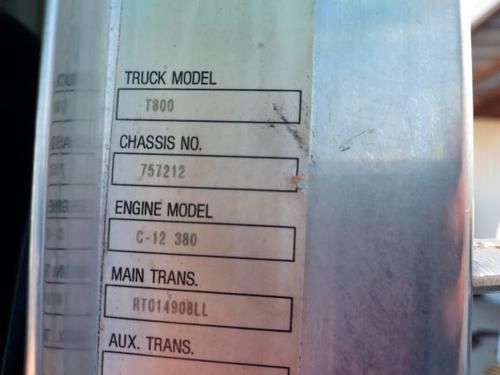 TRUCK MODEL
T800
CHASSIS NO.
757212
ENGINE MODEL
C-12 380
MAIN TRANS.
RTO14908LL
AUX. TRANS.